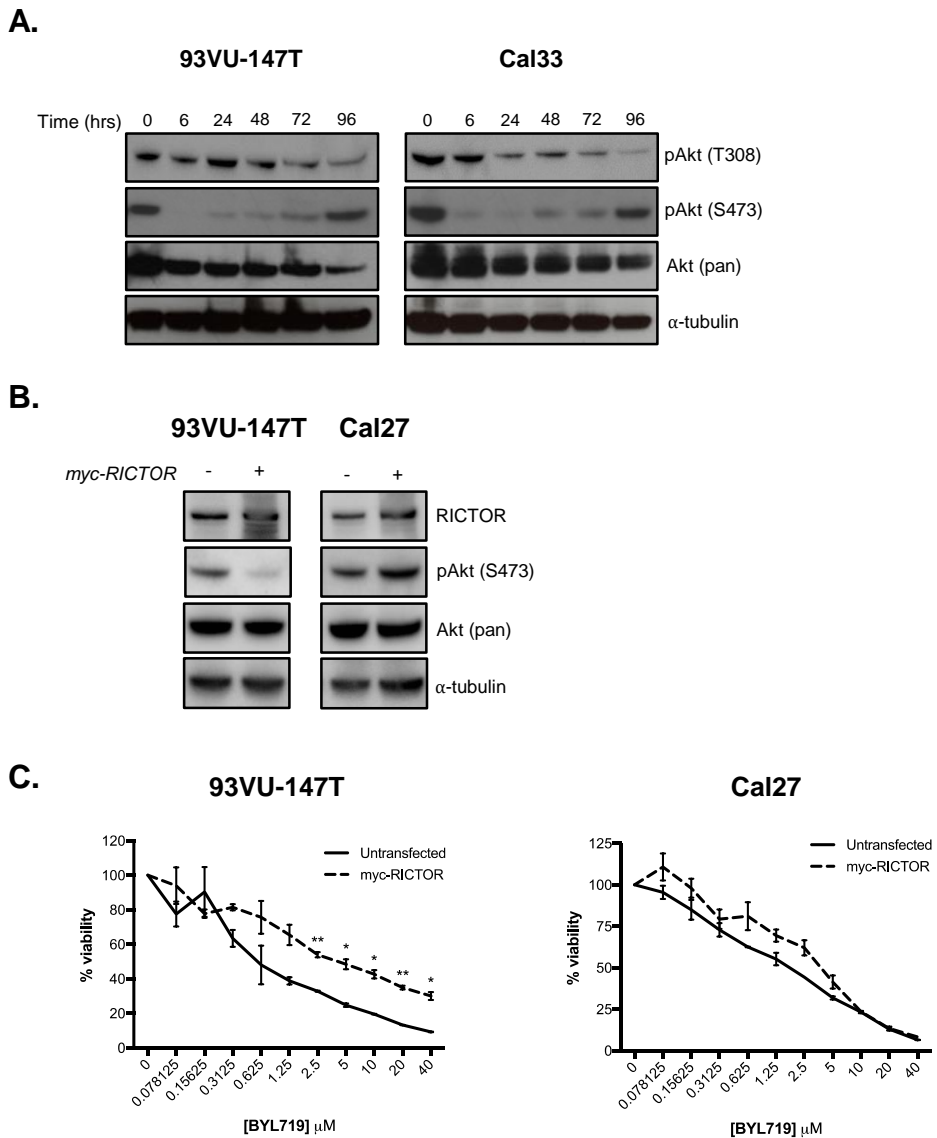 A.
93VU-147T Cal33
Time (hrs) 0 6 24 48 72 96 0 6 24 48 72 96
pAkt (T308)
pAkt (S473)
Akt (pan)
α-tubulin
B.
93VU-147T Cal27
myc-RICTOR - + - +
RICTOR
pAkt (S473)
Akt (pan)
α-tubulin
C.
93VU-147T
120
100
80
60
40
20
0
% viability
Untransfected
myc-RICTOR
** * * ** *
0 0.078125 0.15625 0.3125 0.625 1.25 2.5 5 10 20 40
[BYL719] μM
Cal27
125
100
75
50
25
0
% viability
Untransfected
myc-RICTOR
0 0.078125 0.15625 0.3125 0.625 1.25 2.5 5 10 20 40
[BYL719] μM